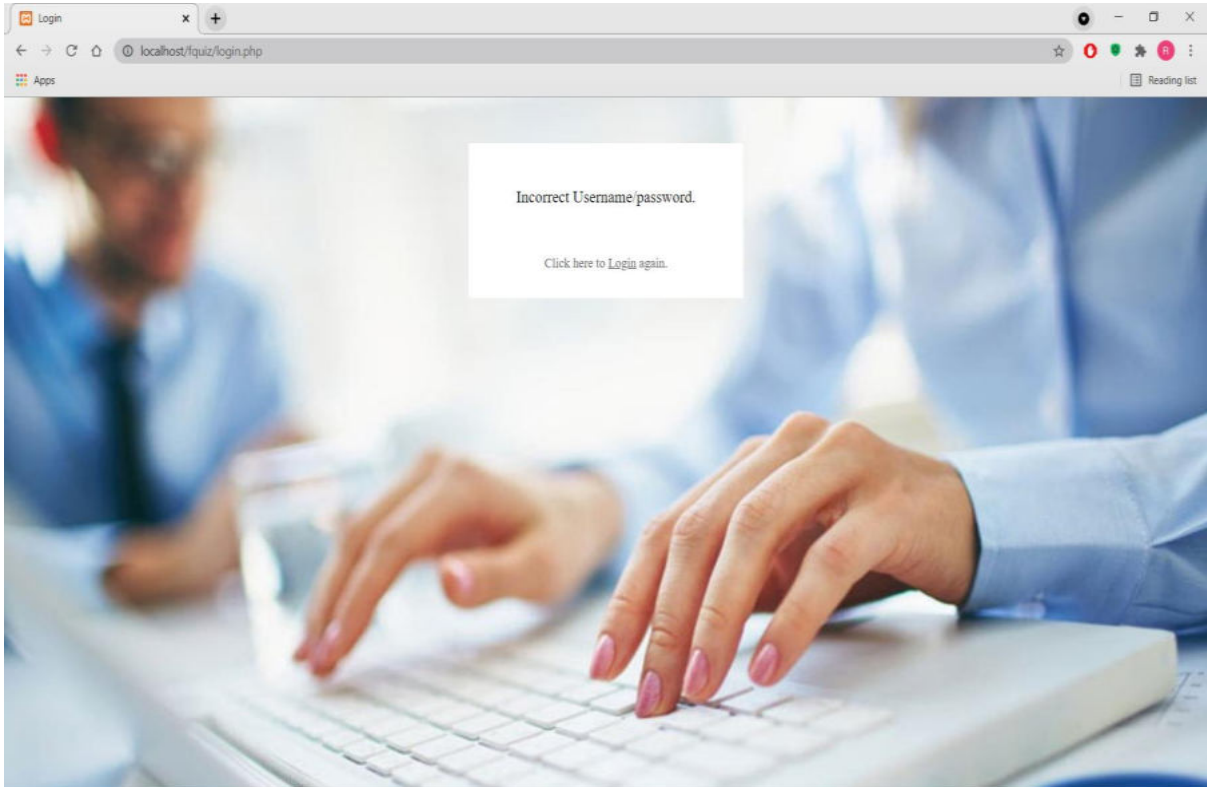 Login
localhost/fquiz/login.php
R
Apps
Reading list
Incorrect Username/password.
Click here to Login again.